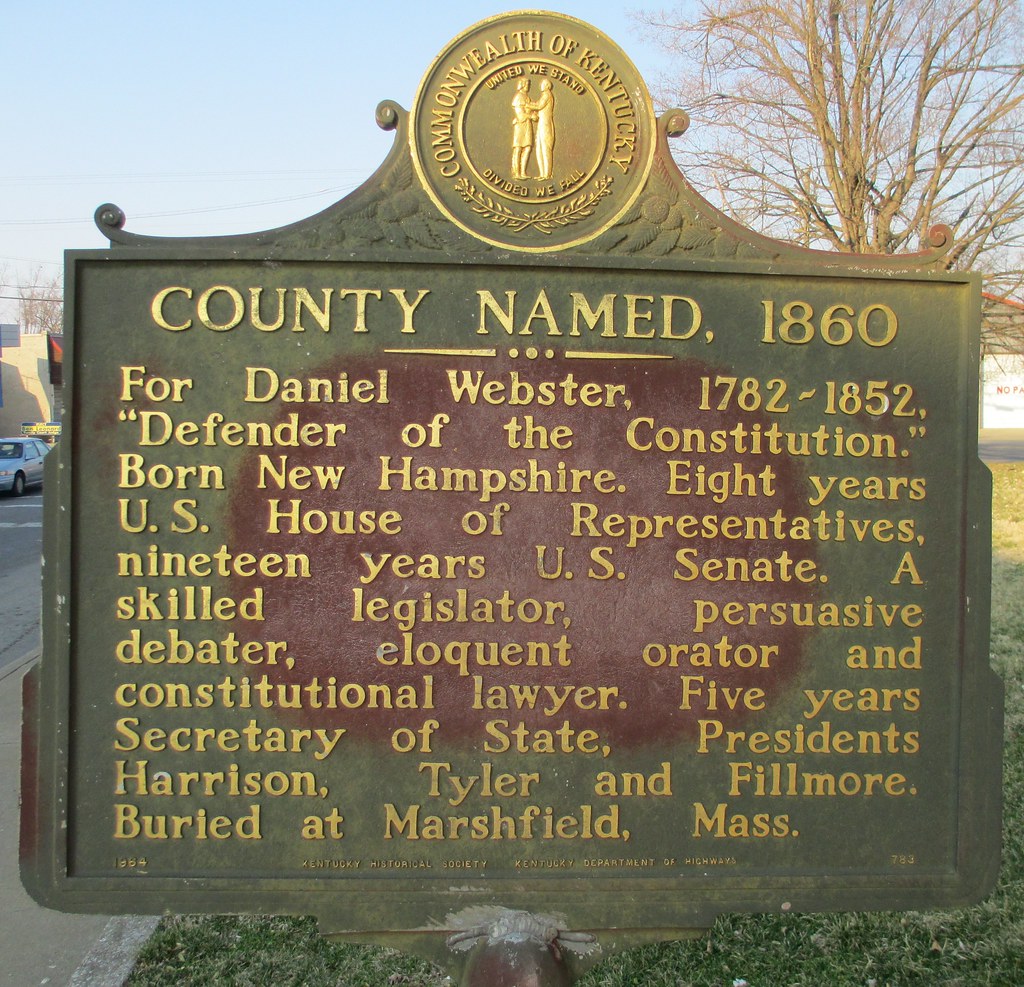 COMMONWEALTH OF KENTUCKY
UNITED WE STAND
DIVIDED WE FALL
COUNTY NAMED, 1860
For Daniel Webster, 1782~1852,
"Defender of the Constitution."
Born New Hampshire. Eight years
U.S. House of Representatives,
nineteen years U.S. Senate. A
skilled legislator, persuasive
debater, eloquent orator and
constitutional lawyer. Five years
Secretary of State, Presidents
Harrison, Tyler and Fillmore.
Buried at Marshfield, Mass.
1964 KENTUCKY HISTORICAL SOCIETY KENTUCKY DEPARTMENT OF HIGHWAYS 783
NO PA